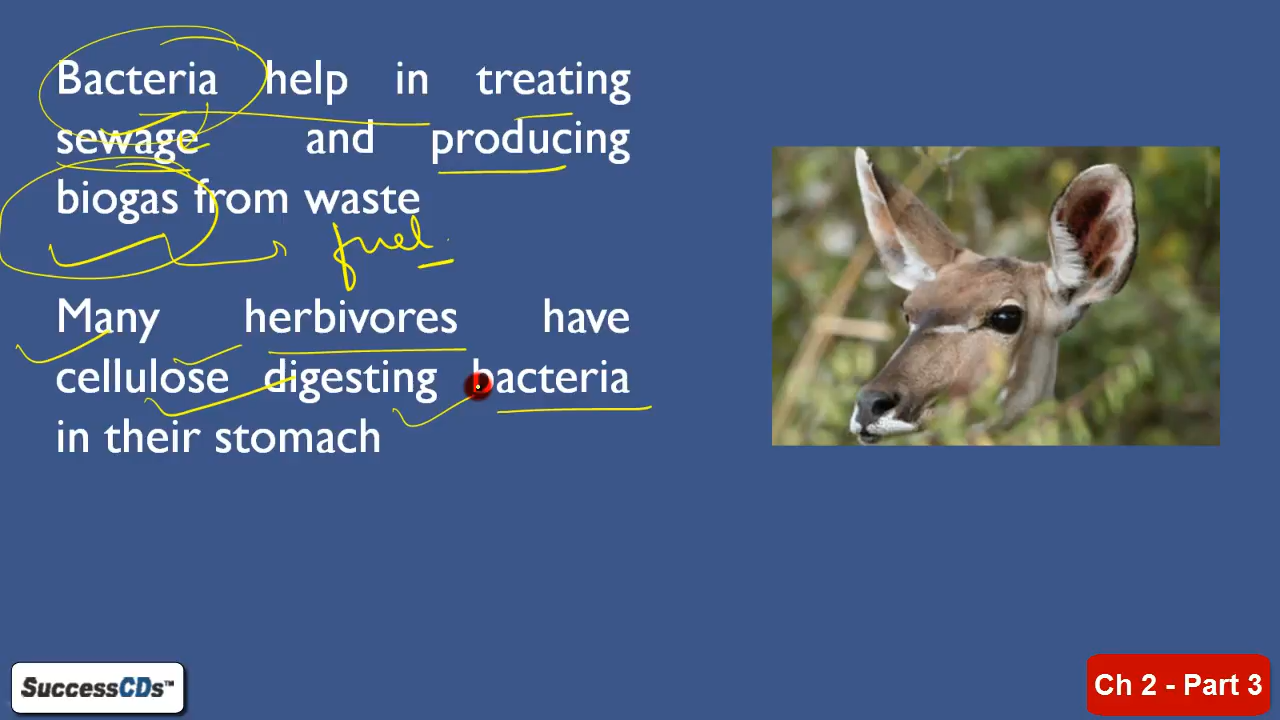 Bacteria help in treating
sewage and producing
biogas from waste
fuel
Many herbivores have
cellulose digesting bacteria
in their stomach
SuccessCDs™
Ch 2 - Part 3